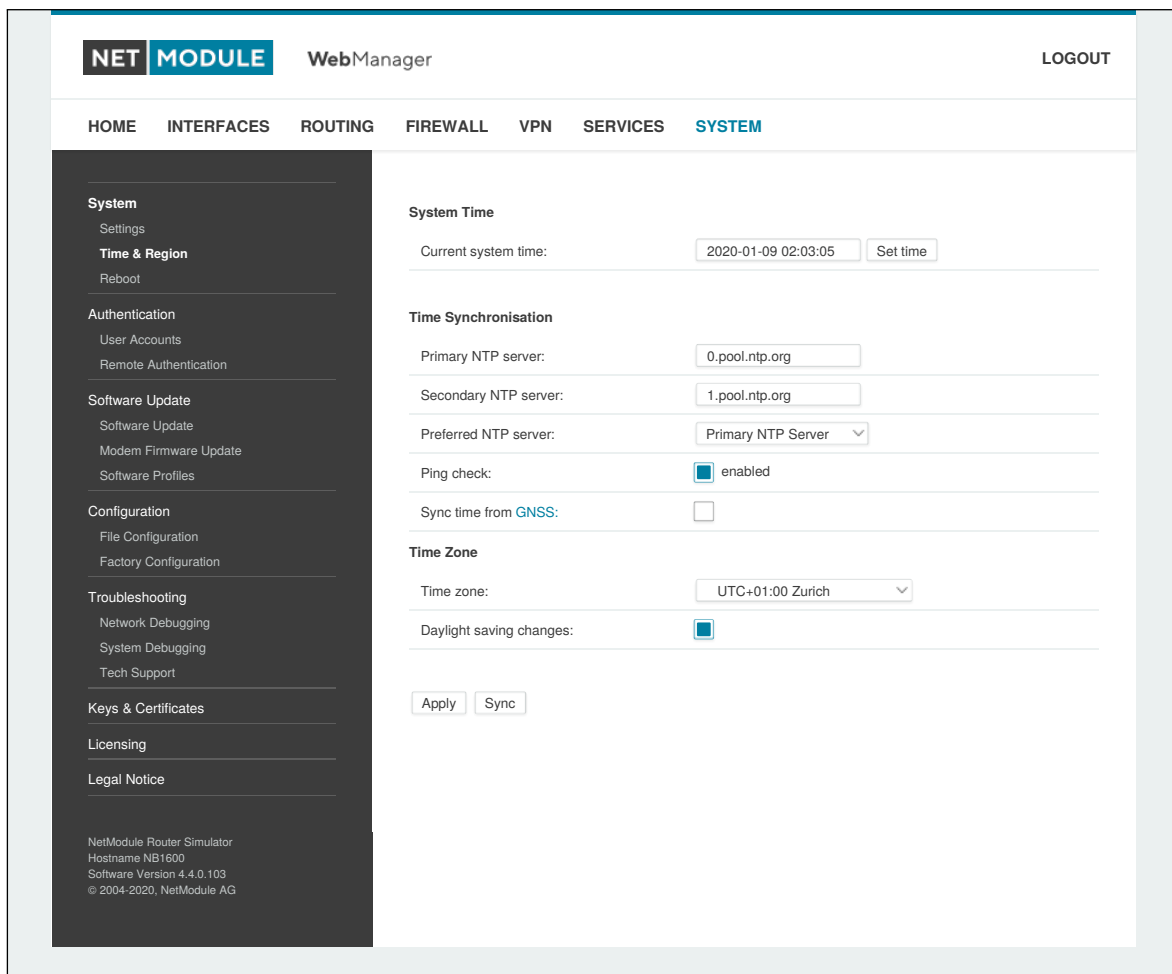 NET MODULE WebManager LOGOUT
HOME INTERFACES ROUTING FIREWALL VPN SERVICES SYSTEM
System
Settings
Time & Region
Reboot
Authentication
User Accounts
Remote Authentication
Software Update
Software Update
Modem Firmware Update
Software Profiles
Configuration
File Configuration
Factory Configuration
Troubleshooting
Network Debugging
System Debugging
Tech Support
Keys & Certificates
Licensing
Legal Notice
NetModule Router Simulator
Hostname NB1600
Software Version 4.4.0.103
© 2004-2020, NetModule AG
System Time
Current system time: 2020-01-09 02:03:05 Set time
Time Synchronisation
Primary NTP server: 0.pool.ntp.org
Secondary NTP server: 1.pool.ntp.org
Preferred NTP server: Primary NTP Server
Ping check: enabled
Sync time from GNSS:
Time Zone
Time zone: UTC+01:00 Zurich
Daylight saving changes:
Apply Sync